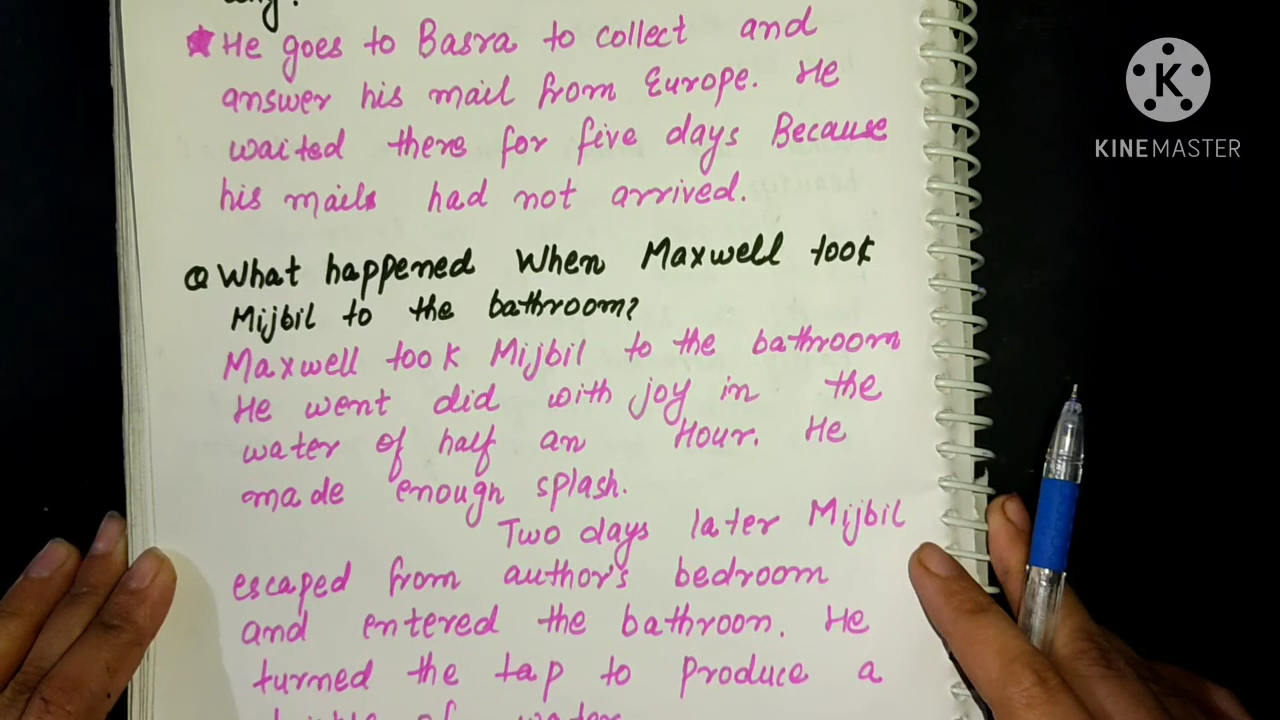 He goes to Basra to collect and
answer his mail from Europe. He
waited there for five days Because
his mails had not arrived.
Q What happened When Maxwell took
Mijbil to the bathroom?
Maxwell took Mijbil to the bathroom
He went did with joy in the
water of half an Hour. He
made enough splash.
Two days later Mijbil
escaped from author's bedroom
and entered the bathroon. He
turned the tap to produce a
of water
K
KINEMASTER